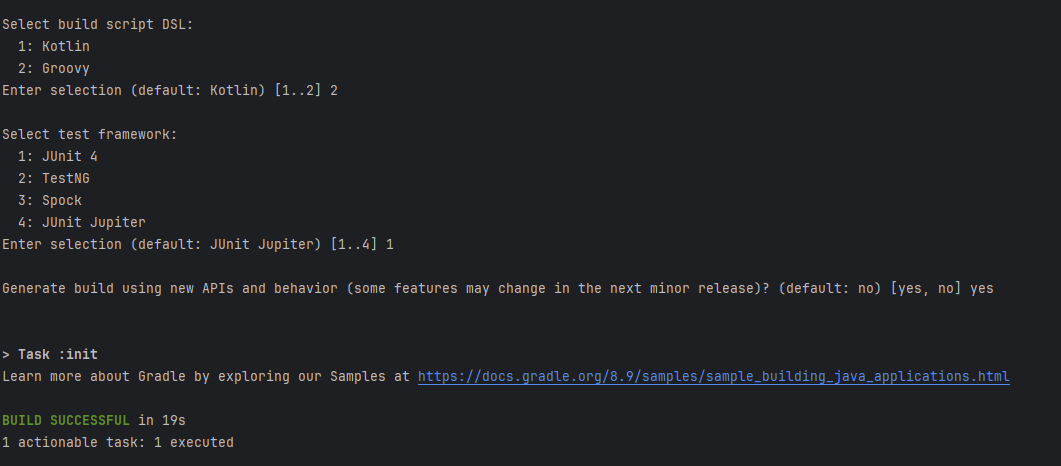 Select build script DSL:
  1: Kotlin
  2: Groovy
Enter selection (default: Kotlin) [1..2] 2
Select test framework:
  1: JUnit 4
  2: TestNG
  3: Spock
  4: JUnit Jupiter
Enter selection (default: JUnit Jupiter) [1..4] 1
Generate build using new APIs and behavior (some features may change in the next minor release)? (default: no) [yes, no] yes
> Task :init
Learn more about Gradle by exploring our Samples at https://docs.gradle.org/8.9/samples/sample_building_java_applications.html
BUILD SUCCESSFUL in 19s
1 actionable task: 1 executed